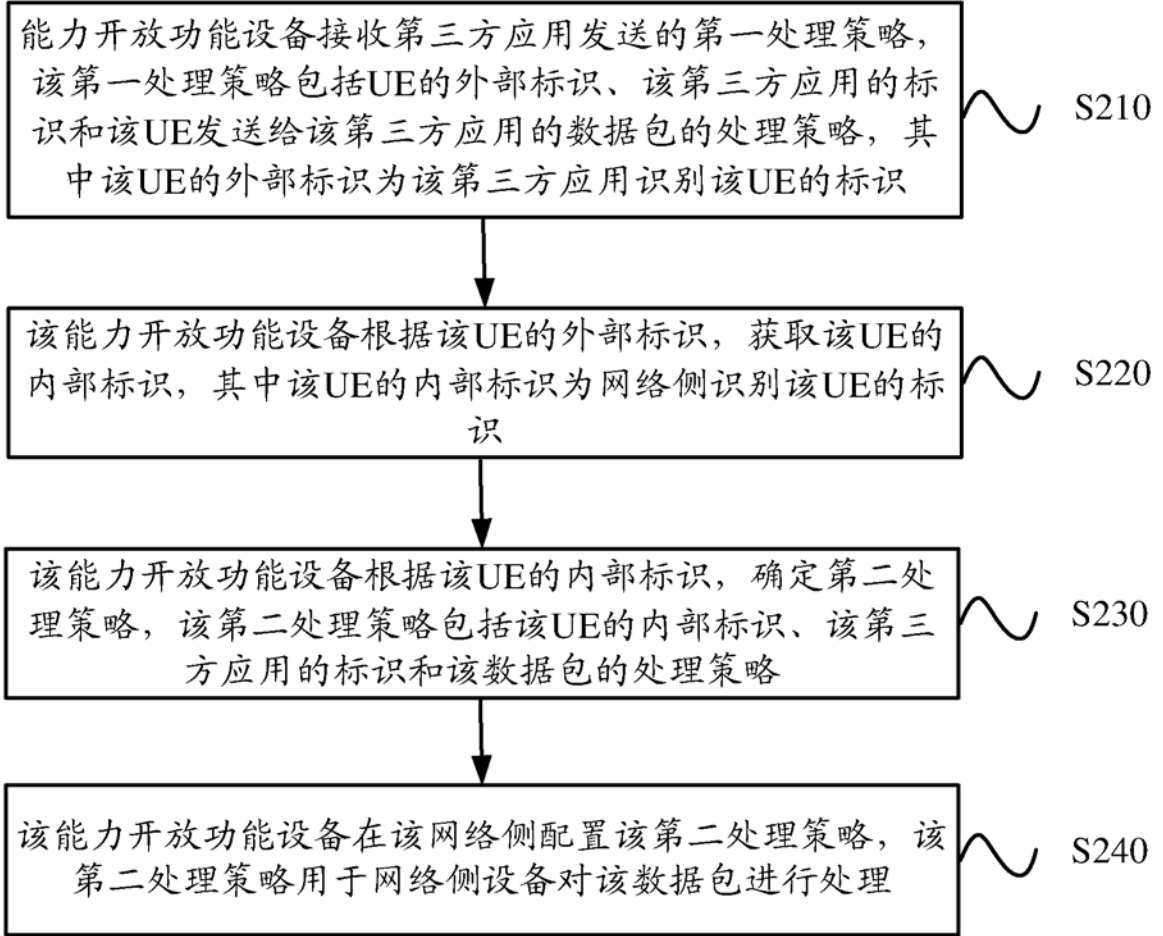 能力开放功能设备接收第三方应用发送的第一处理策略，
该第一处理策略包括UE的外部标识、该第三方应用的标
识和该UE发送给该第三方应用的数据包的处理策略，其
中该UE的外部标识为该第三方应用识别该UE的标识
S210
该能力开放功能设备根据该UE的外部标识，获取该UE的
内部标识，其中该UE的内部标识为网络侧识别该UE的标
识
S220
该能力开放功能设备根据该UE的内部标识，确定第二处
理策略，该第二处理策略包括该UE的内部标识、该第三
方应用的标识和该数据包的处理策略
S230
该能力开放功能设备在该网络侧配置该第二处理策略，该
第二处理策略用于网络侧设备对该数据包进行处理
S240